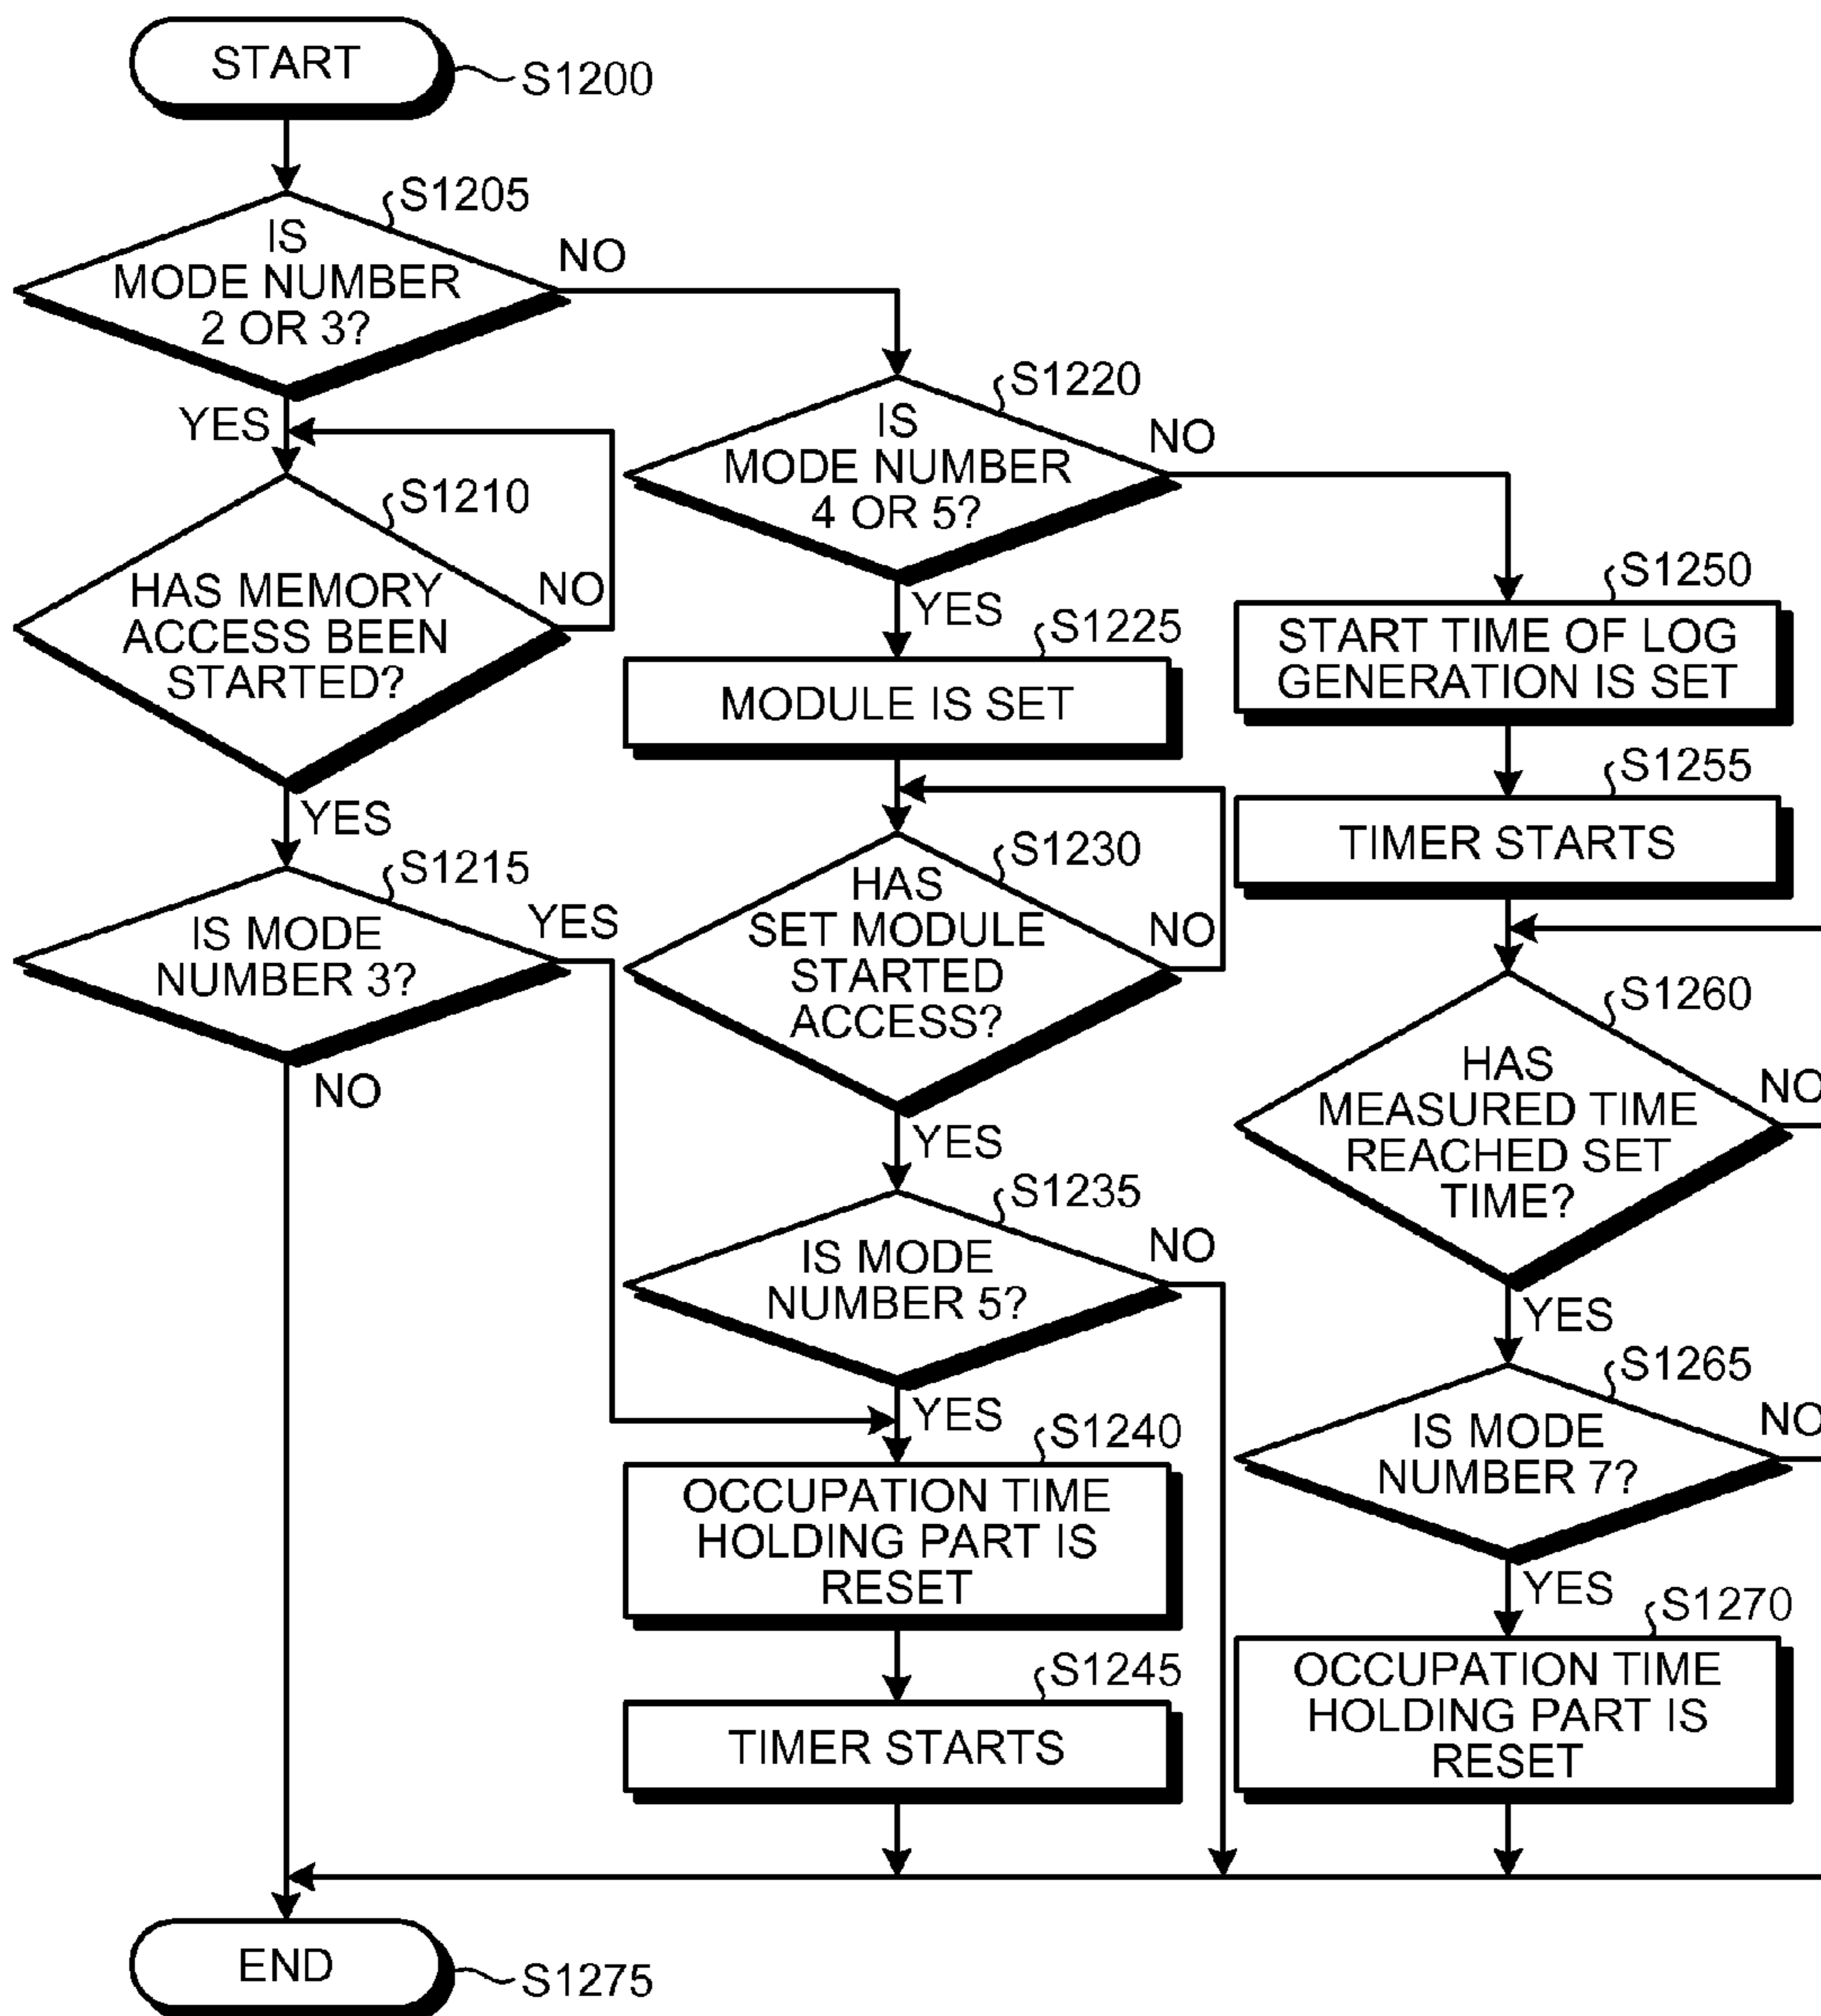 START
S1200
S1205
IS
MODE NUMBER
2 OR 3?
NO
YES
S1210
HAS MEMORY
ACCESS BEEN
STARTED?
NO
YES
S1215
IS MODE
NUMBER 3?
YES
NO
S1220
IS
MODE NUMBER
4 OR 5?
NO
YES
S1225
MODULE IS SET
S1230
HAS
SET MODULE
STARTED
ACCESS?
NO
YES
S1235
IS MODE
NUMBER 5?
NO
YES
S1240
OCCUPATION TIME
HOLDING PART IS
RESET
S1245
TIMER STARTS
S1250
START TIME OF LOG
GENERATION IS SET
S1255
TIMER STARTS
S1260
HAS
MEASURED TIME
REACHED SET
TIME?
NO
YES
S1265
IS MODE
NUMBER 7?
NO
YES
S1270
OCCUPATION TIME
HOLDING PART IS
RESET
END
S1275